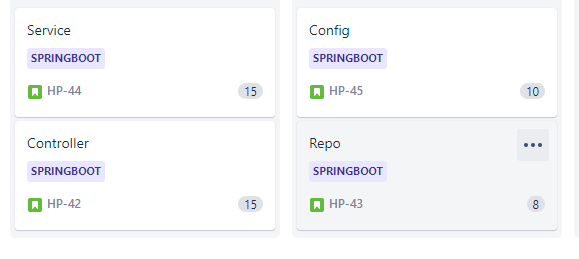 Service
SPRINGBOOT
HP-44
15
Controller
SPRINGBOOT
HP-42
15
Config
SPRINGBOOT
HP-45
10
Repo
SPRINGBOOT
HP-43
8